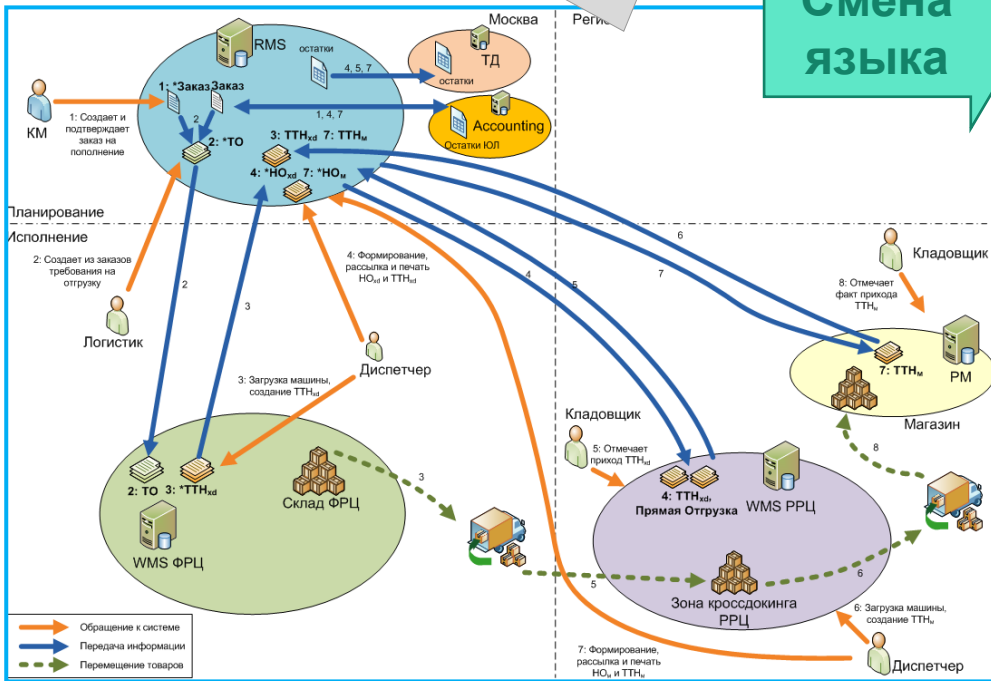 Смена
языка
Москва
Реги
RMS
остатки
4, 5, 7
ТД
остатки
1: *Заказ
Заказ
2
1, 4, 7
Accounting
Остатки ЮЛ
КМ
1: Создает и
подтверждает
заказ на
пополнение
2: *ТО
3: ТТНxd
7: ТТНм
4: *НОxd
7: *НОм
Планирование
Исполнение
2: Создает из заказов
требования на
отгрузку
Логистик
2
3
4: Формирование,
рассылка и печать
НОxd и ТТНxd
Диспетчер
3: Загрузка машины,
создание ТТНxd
4
5
6
7
Кладовщик
8: Отмечает
факт прихода
ТТНм
7: ТТНм
РМ
Магазин
Кладовщик
5: Отмечает
приход ТТНxd
4: ТТНxd,
Прямая Отгрузка
WMS РРЦ
8
2: ТО
3: *ТТНxd
WMS ФРЦ
Склад ФРЦ
3
5
Зона кроссдокинга
РРЦ
6
6: Загрузка машины,
создание ТТНм
Диспетчер
7: Формирование,
рассылка и печать
НОм и ТТНм
Обращение к системе
Передача информации
Перемещение товаров